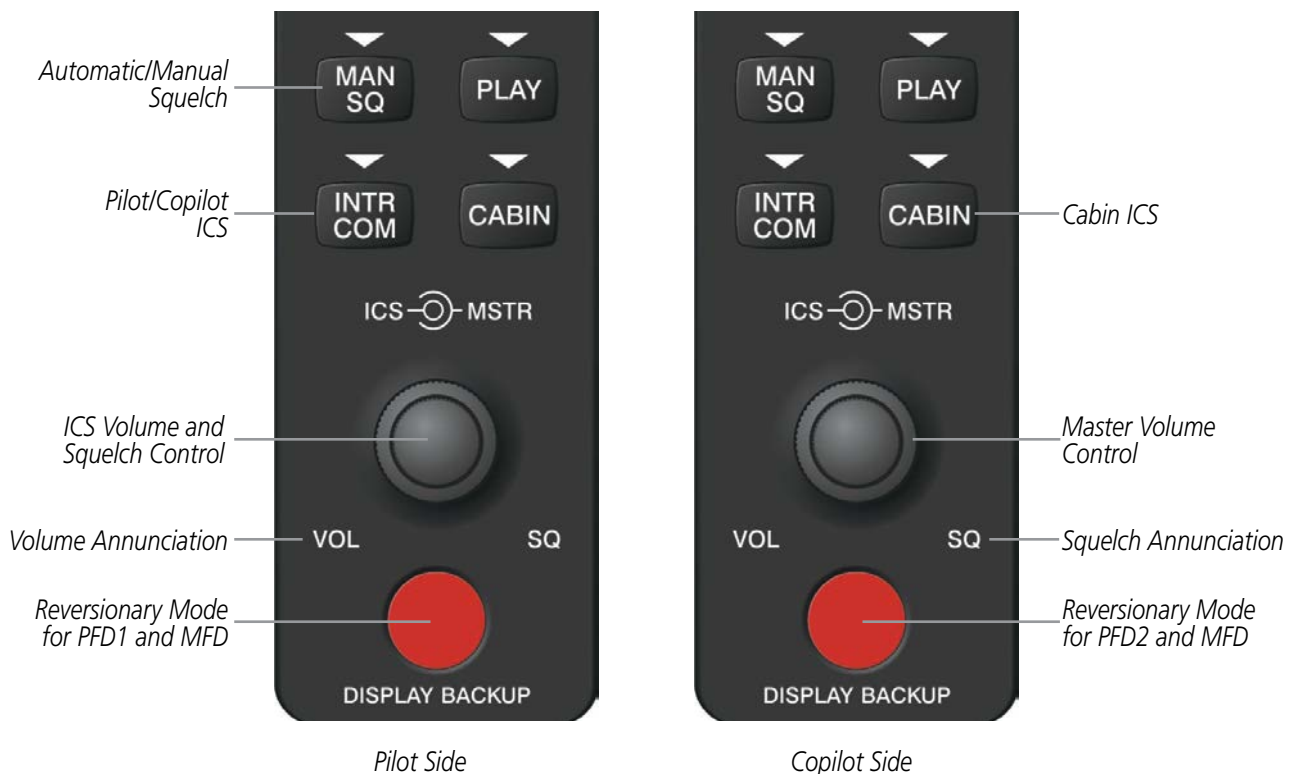 Automatic/Manual
Squelch
MAN
SQ
PLAY
Pilot/Copilot
ICS
INTR
COM
CABIN
ICS MSTR
ICS Volume and
Squelch Control
Volume Annunciation
VOL SQ
Reversionary Mode
for PFD1 and MFD
DISPLAY BACKUP
Pilot Side
MAN
SQ
PLAY
INTR
COM
CABIN
Cabin ICS
ICS MSTR
Master Volume
Control
VOL SQ
Squelch Annunciation
Reversionary Mode
for PFD2 and MFD
DISPLAY BACKUP
Copilot Side